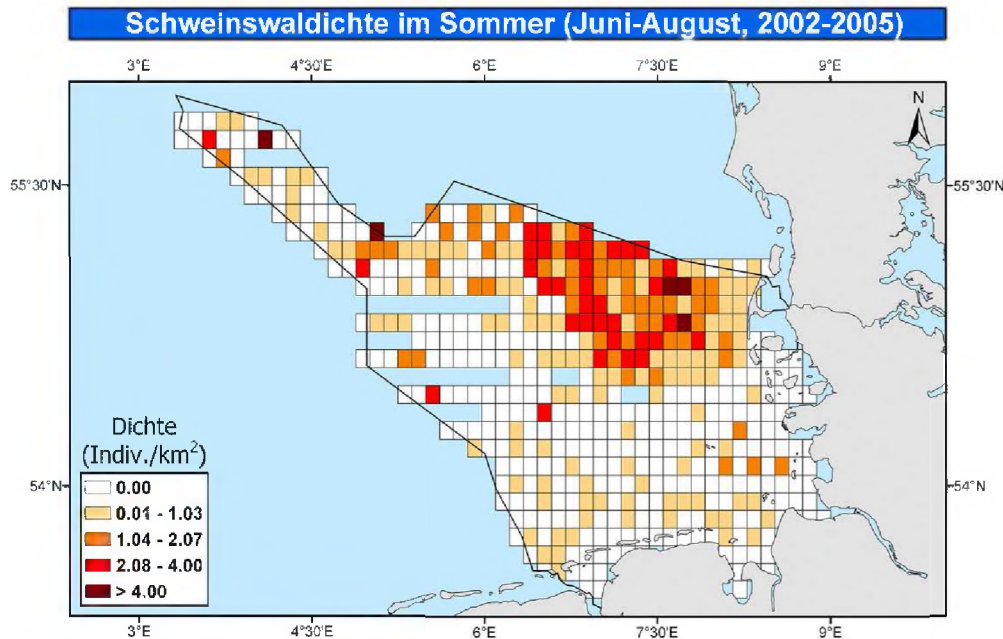 Schweinswaldichte im Sommer (Juni-August, 2002-2005)
3°E 4°30'E 6°E 7°30'E 9°E
N
55°30'N 55°30'N
Dichte
(Indiv./km²)
0.00
0.01 - 1.03
1.04 - 2.07
2.08 - 4.00
> 4.00
54°N 54°N
3°E 4°30'E 6°E 7°30'E 9°E